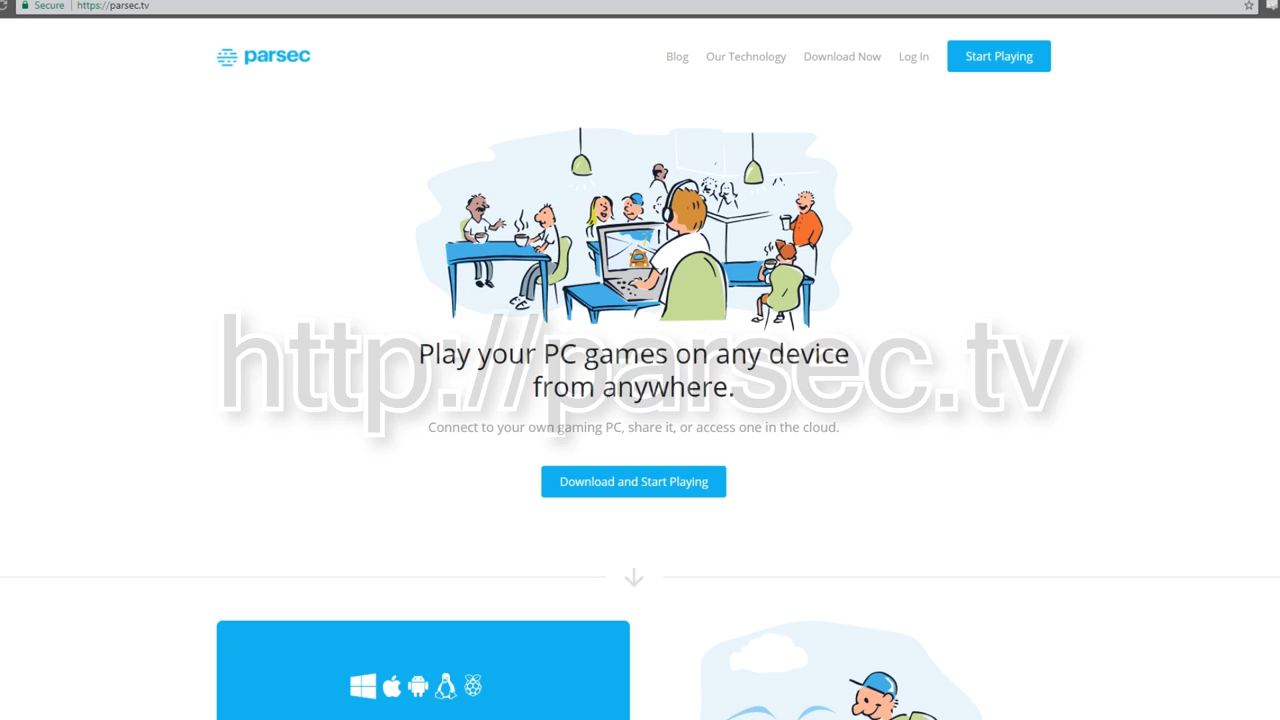 Secure
https://parsec.tv
parsec
Blog
Our Technology
Download Now
Log In
Start Playing
http://parsec.tv
Play your PC games on any device
from anywhere.
Connect to your own gaming PC, share it, or access one in the cloud.
Download and Start Playing